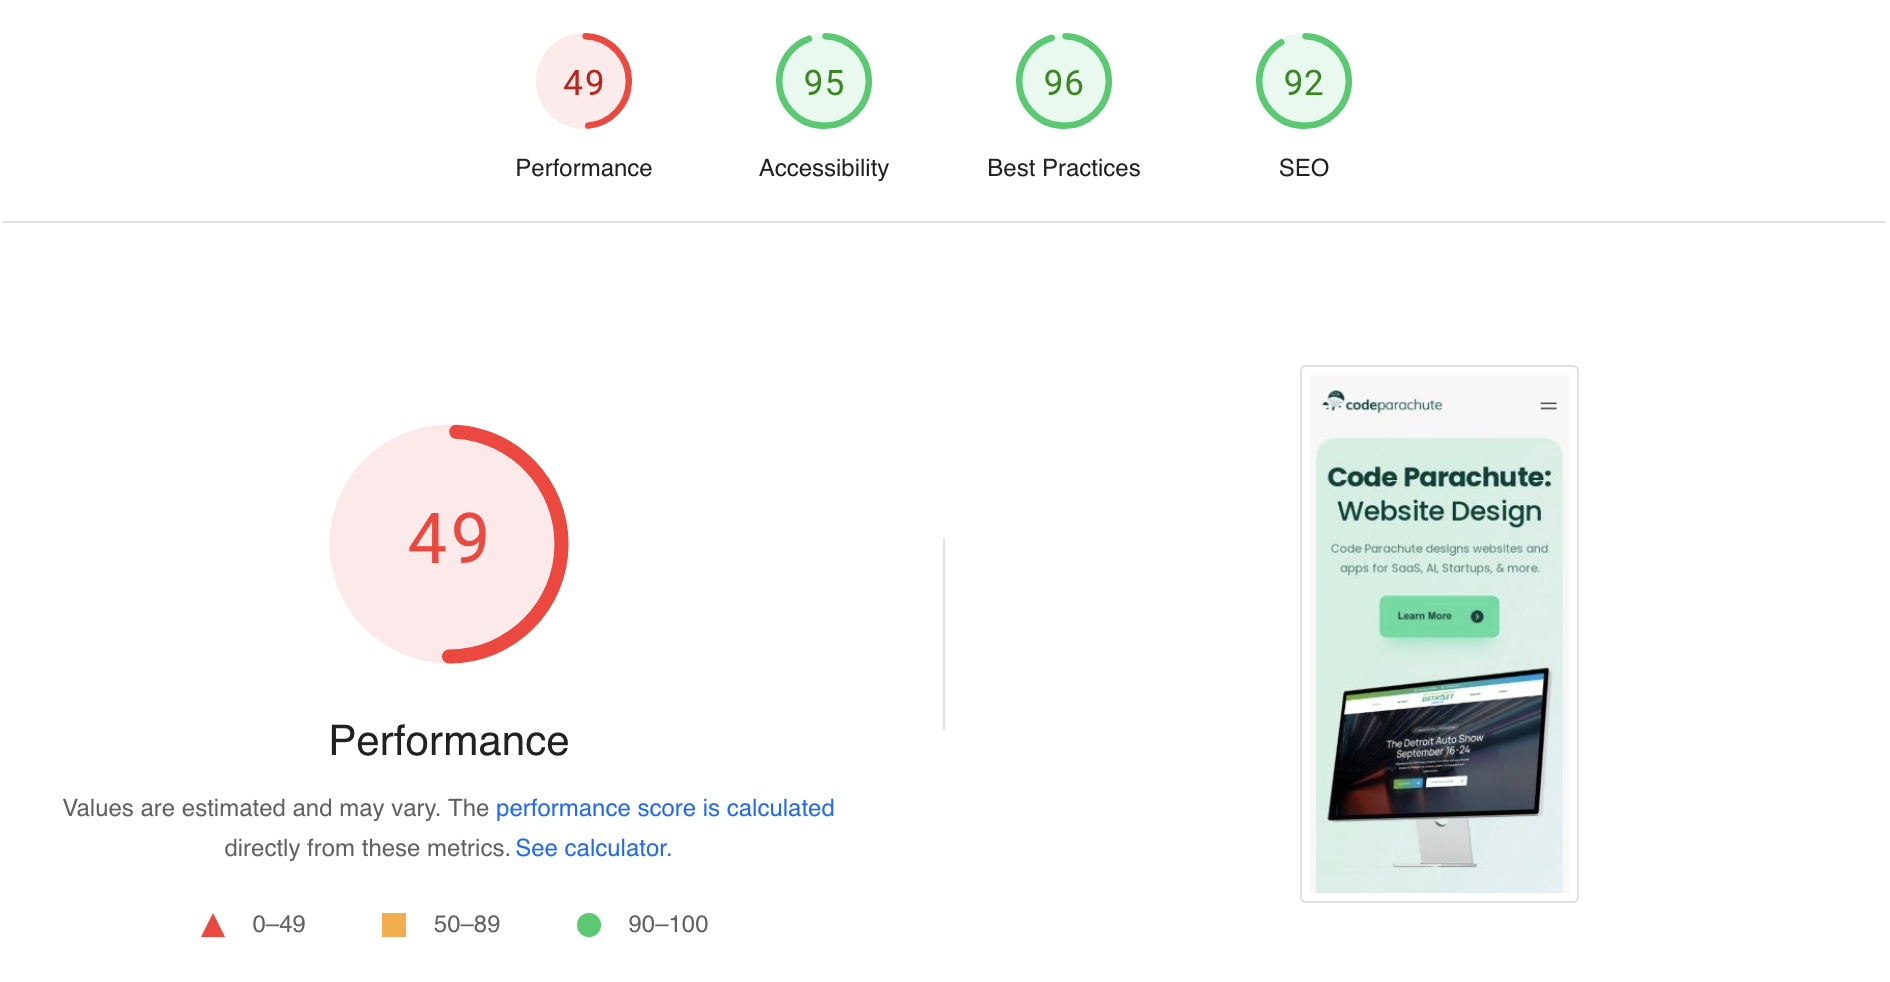 49
95
96
92
Performance
Accessibility
Best Practices
SEO
49
Performance
Values are estimated and may vary. The performance score is calculated
directly from these metrics. See calculator.
0–49
50–89
90–100
codeparachute
Code Parachute:
Website Design
Code Parachute designs websites and
apps for SaaS, AI, Startups, & more.
Learn More
DETROIT
The Detroit Auto Show
September 16-24